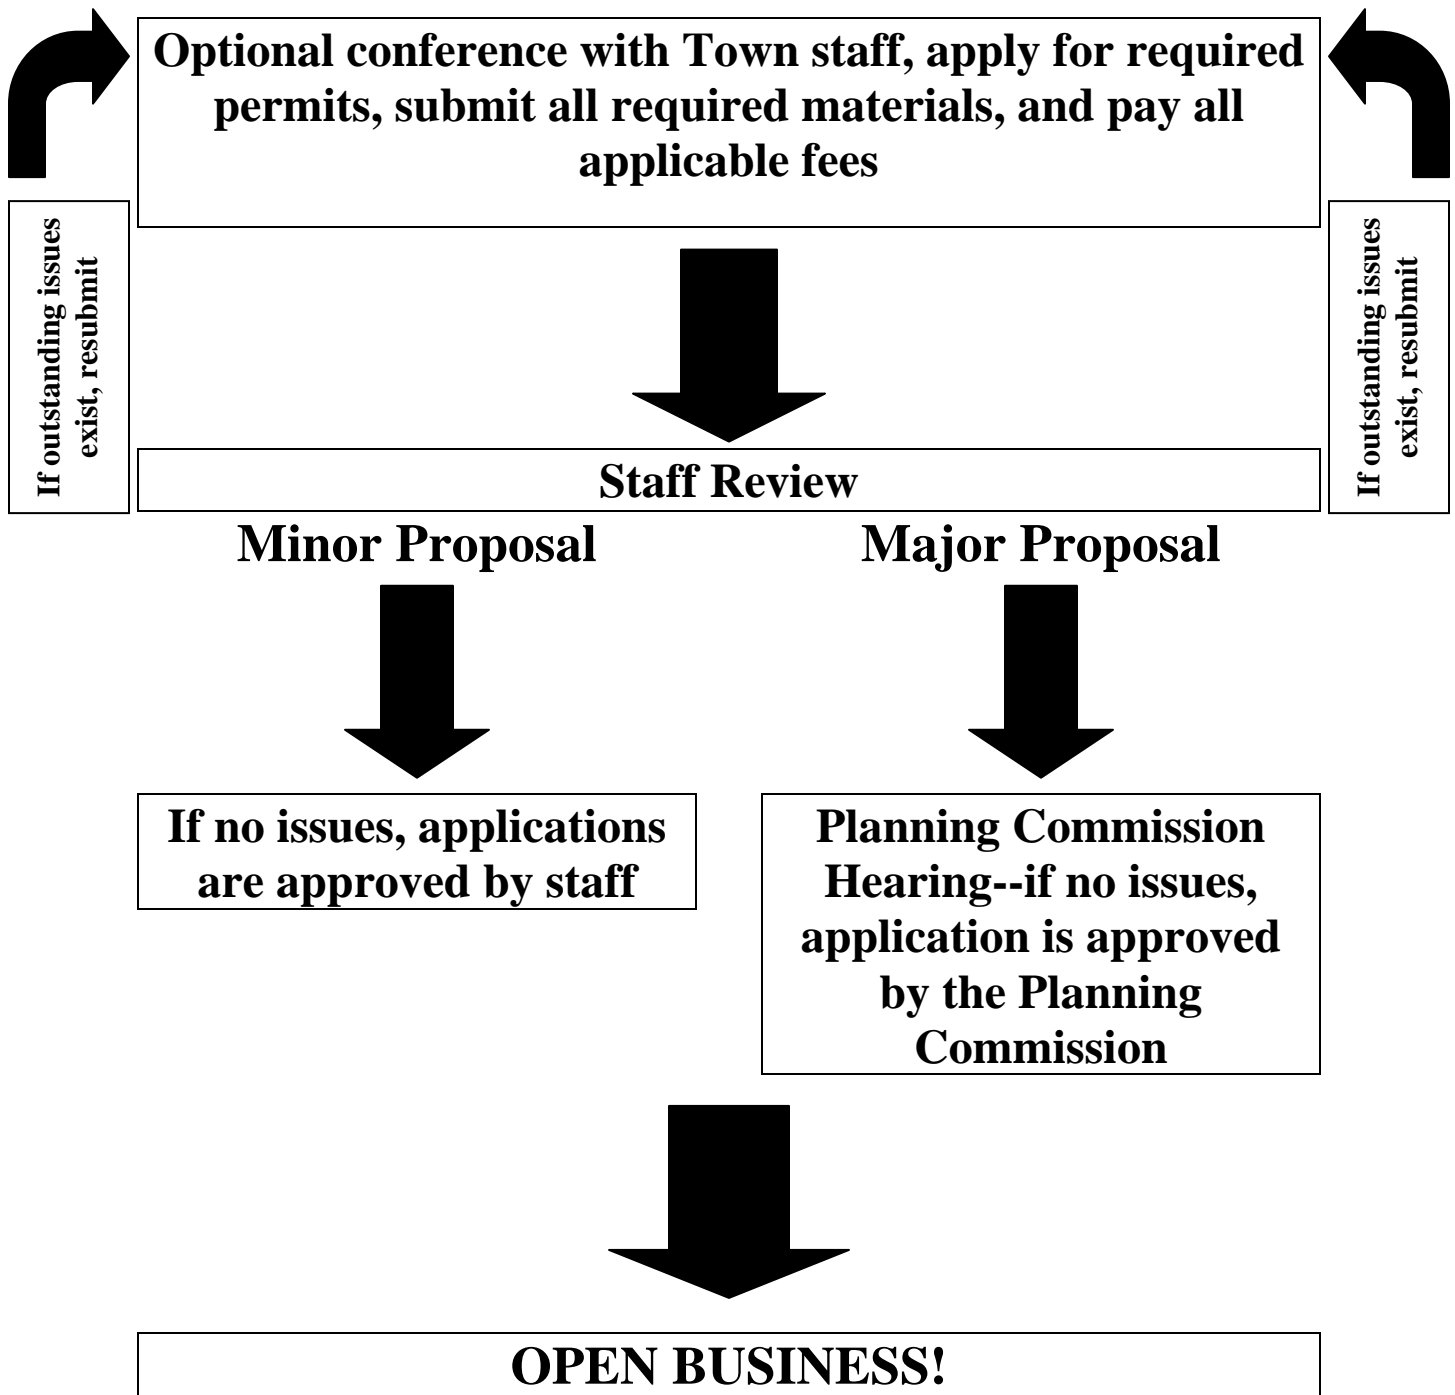 Optional conference with Town staff, apply for required
permits, submit all required materials, and pay all
applicable fees
If outstanding issues
exist, resubmit
If outstanding issues
exist, resubmit
Staff Review
Minor Proposal
Major Proposal
If no issues, applications
are approved by staff
Planning Commission
Hearing--if no issues,
application is approved
by the Planning
Commission
OPEN BUSINESS!